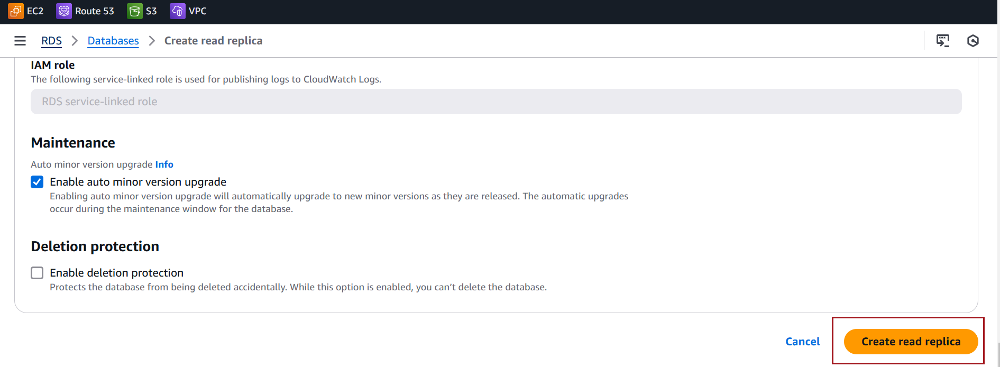 EC2 Route 53 S3 VPC
RDS Databases Create read replica
IAM role
The following service-linked role is used for publishing logs to CloudWatch Logs.
RDS service-linked role
Maintenance
Auto minor version upgrade Info
Enable auto minor version upgrade
Enabling auto minor version upgrade will automatically upgrade to new minor versions as they are released. The automatic upgrades
occur during the maintenance window for the database.
Deletion protection
Enable deletion protection
Protects the database from being deleted accidentally. While this option is enabled, you can’t delete the database.
Cancel Create read replica